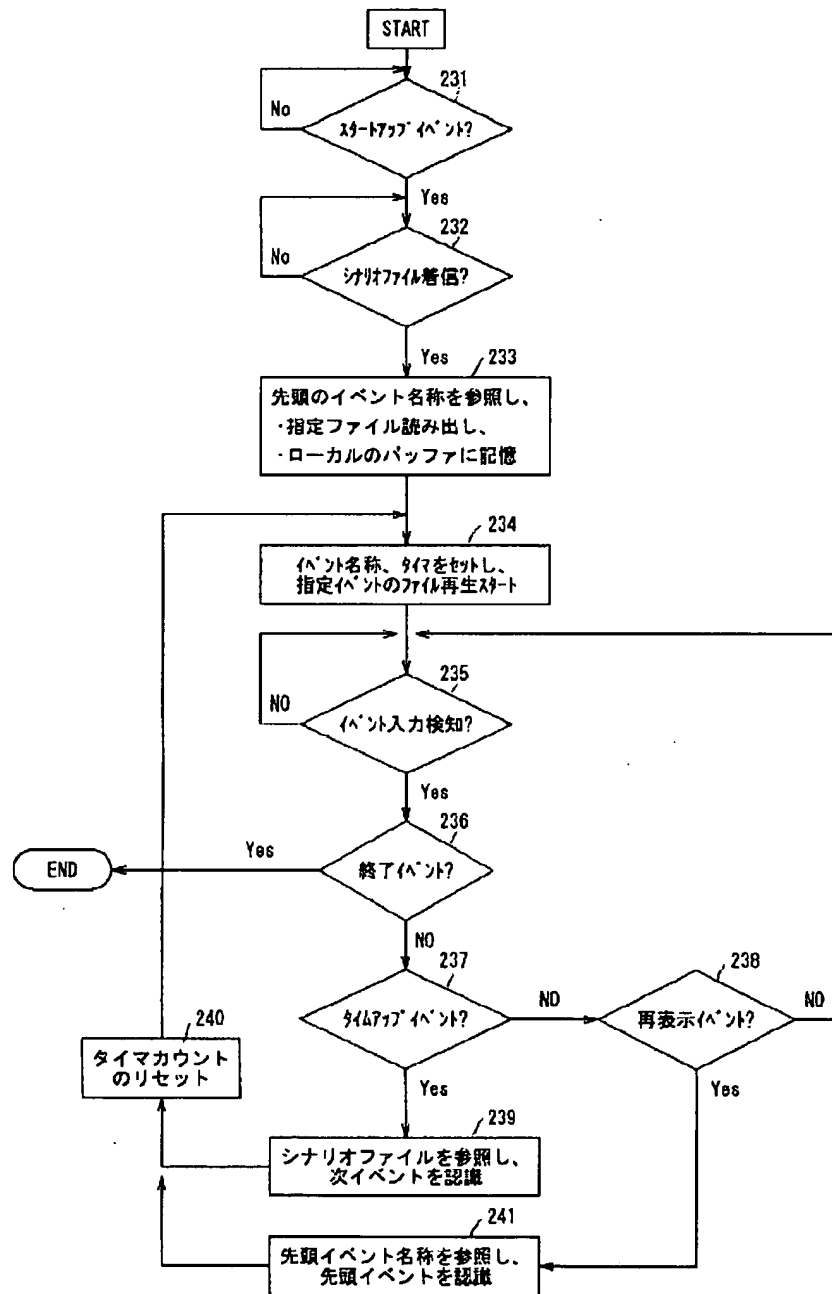 START
231
No
スタートアップイベント?
Yes
232
No
シナリオファイル着信?
Yes
233
先頭のイベント名称を参照し、
・指定ファイル読み出し、
・ローカルのバッファに記憶
234
イベント名称、タイマをセットし、
指定イベントのファイル再生スタート
235
NO
イベント入力検知?
Yes
236
Yes
END
終了イベント?
NO
237
238
タイムアップイベント?
NO
再表示イベント?
NO
240
タイマカウント
のリセット
Yes
Yes
239
シナリオファイルを参照し、
次イベントを認識
241
先頭イベント名称を参照し、
先頭イベントを認識